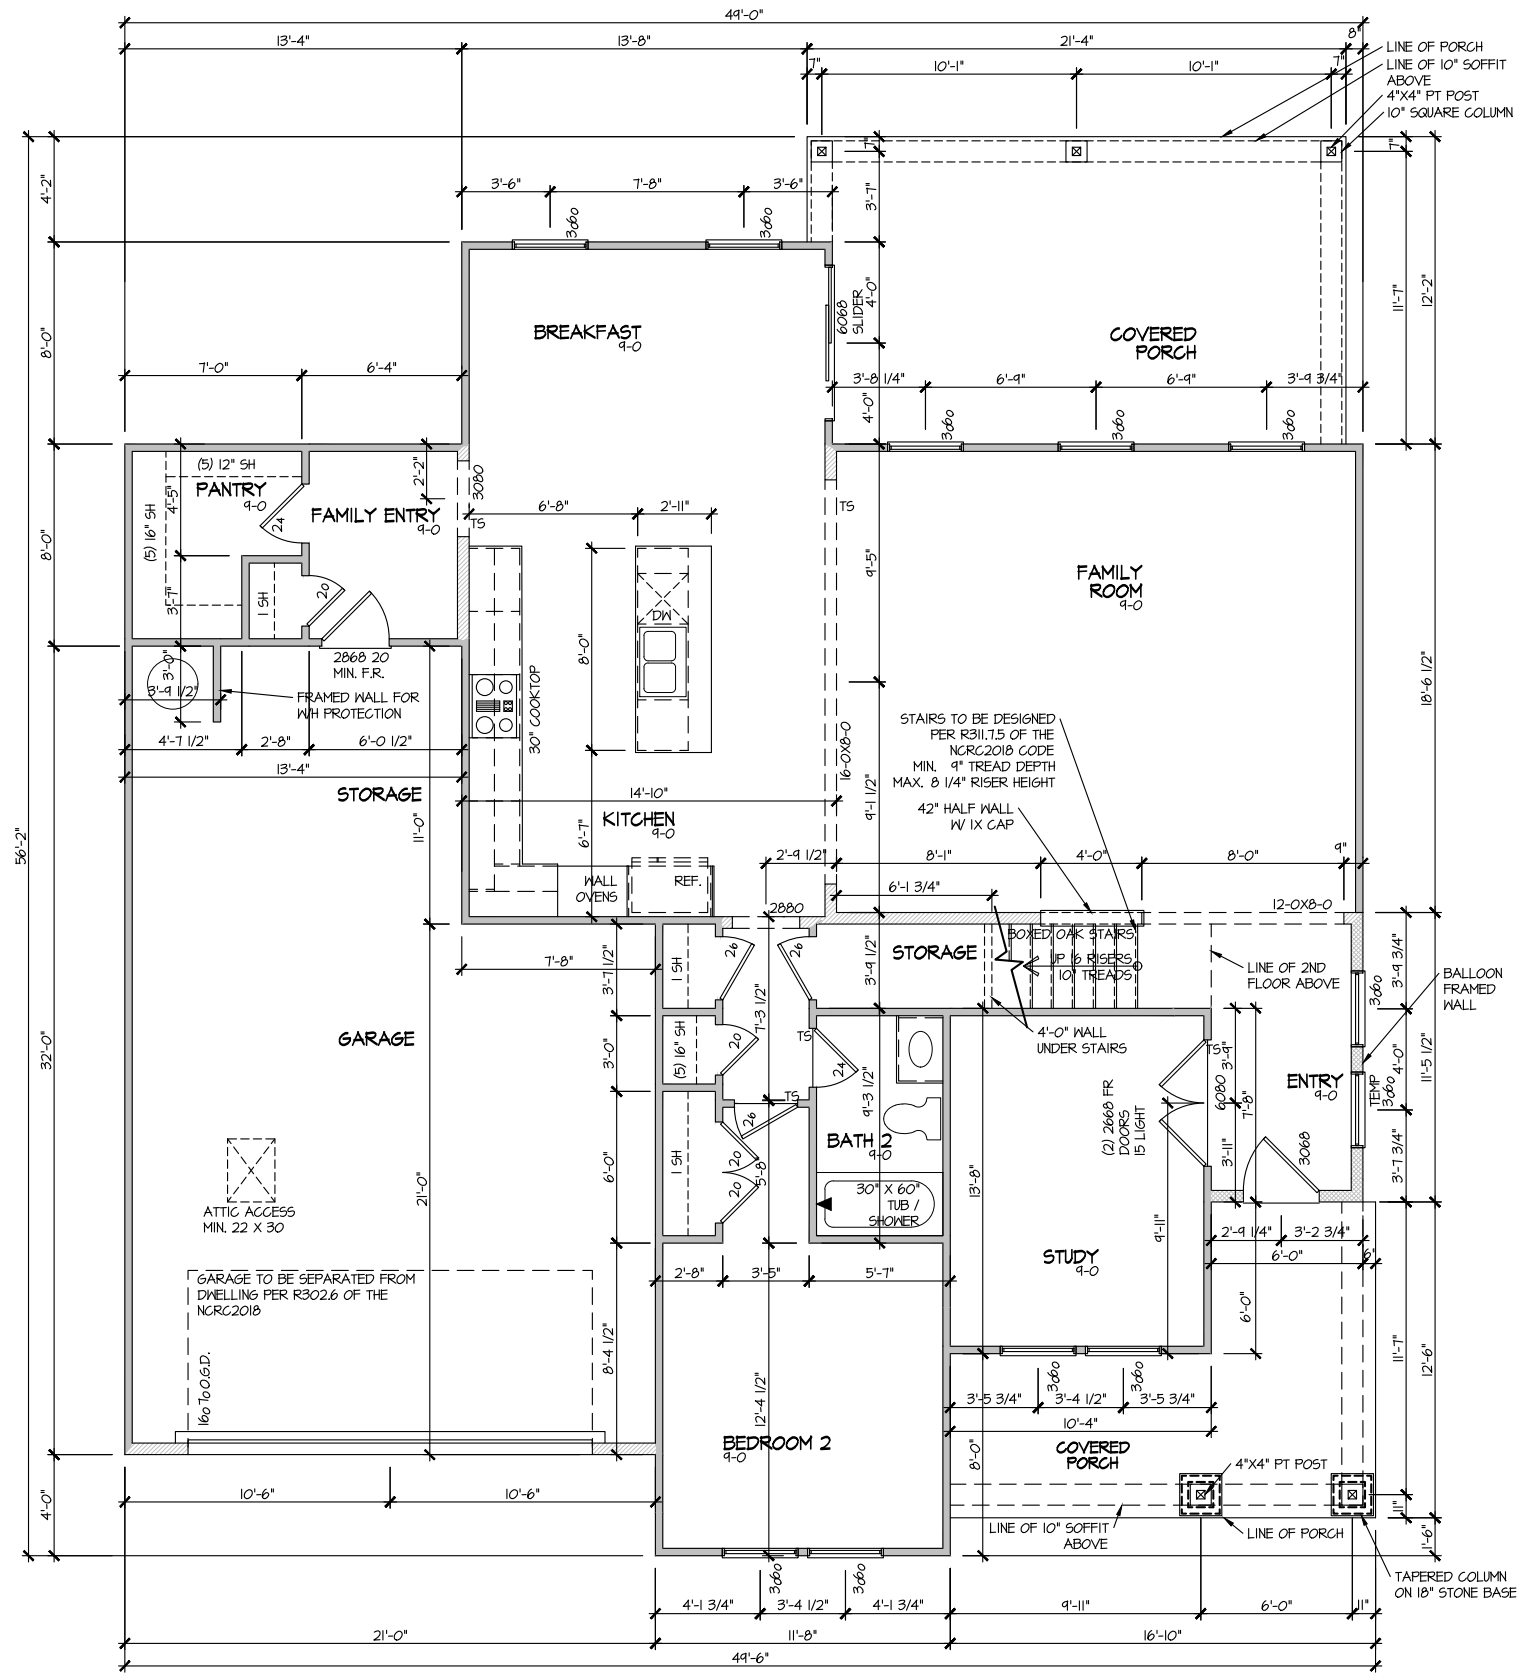 49'-0"
13'-4"
13'-8"
21'-4"
8"
7"
10'-1"
10'-1"
7"
LINE OF PORCH
LINE OF 10" SOFFIT
ABOVE
4"X4" PT POST
10" SQUARE COLUMN
4'-2"
3'-6"
7'-8"
3'-6"
7"
3'-7"
7"
3060
3060
8'-0"
BREAKFAST
9-0
6068
SLIDER
4'-0"
COVERED
PORCH
11'-7"
12'-2"
7'-0"
6'-4"
4'-0"
3'-8 1/4"
6'-9"
6'-9"
3'-9 3/4"
3060
3060
3060
(5) 12" SH
PANTRY
9-0
4'-5"
(5) 16" SH
24
2'-2"
3080
FAMILY ENTRY
9-0
TS
6'-8"
2'-11"
TS
8'-0"
9'-5"
FAMILY
ROOM
9-0
3'-7"
1 SH
20
DW
8'-0"
2868 20
MIN. F.R.
3'-0"
3'-9 1/2"
FRAMED WALL FOR
W/H PROTECTION
30" COOKTOP
18'-6 1/2"
4'-7 1/2"
2'-8"
6'-0 1/2"
13'-4"
STORAGE
11'-0"
14'-10"
KITCHEN
9-0
6'-7"
16-0X8-0
9'-1 1/2"
STAIRS TO BE DESIGNED
PER R311.7.5 OF THE
NCRC2018 CODE
MIN. 9" TREAD DEPTH
MAX. 8 1/4" RISER HEIGHT
42" HALF WALL
W/ 1X CAP
56'-2"
2'-9 1/2"
8'-1"
4'-0"
8'-0"
9"
WALL
OVENS
REF.
6'-1 3/4"
2880
12-0X8-0
7'-8"
3'-7 1/2"
1 SH
26
26
3'-9 1/2"
STORAGE
BOXED OAK STAIRS
UP 16 RISERS
10" TREADS
LINE OF 2ND
FLOOR ABOVE
3'-9 3/4"
3060
BALLOON
FRAMED
WALL
7'-3 1/2"
4'-0" WALL
UNDER STAIRS
GARAGE
32'-0"
3'-0"
(5) 16" SH
20
TS
24
TS
3'-9"
4'-0"
11'-5 1/2"
9'-3 1/2"
6080
7'-8"
ENTRY
9-0
TEMP
3060
TS
26
(2) 2668 FR
DOORS
15 LIGHT
BATH 2
9-0
3'-11"
3068
3'-7 3/4"
6'-0"
1 SH
20
20
5'-8"
ATTIC ACCESS
MIN. 22 X 30
21'-0"
30" X 60"
TUB /
SHOWER
13'-8"
9'-11"
2'-9 1/4"
3'-2 3/4"
6'-0"
6"
STUDY
9-0
GARAGE TO BE SEPARATED FROM
DWELLING PER R302.6 OF THE
NCRC2018
2'-8"
3'-5"
5'-7"
6'-0"
8'-4 1/2"
160 70 O.G.D.
11'-7"
12'-6"
3060
3060
3'-5 3/4"
3'-4 1/2"
3'-5 3/4"
10'-4"
12'-4 1/2"
BEDROOM 2
9-0
8'-0"
COVERED
PORCH
4"X4" PT POST
4'-0"
10'-6"
10'-6"
LINE OF 10" SOFFIT
ABOVE
LINE OF PORCH
11"
1'-6"
3060
3060
TAPERED COLUMN
ON 18" STONE BASE
4'-1 3/4"
3'-4 1/2"
4'-1 3/4"
9'-11"
6'-0"
11"
21'-0"
11'-8"
16'-10"
49'-6"